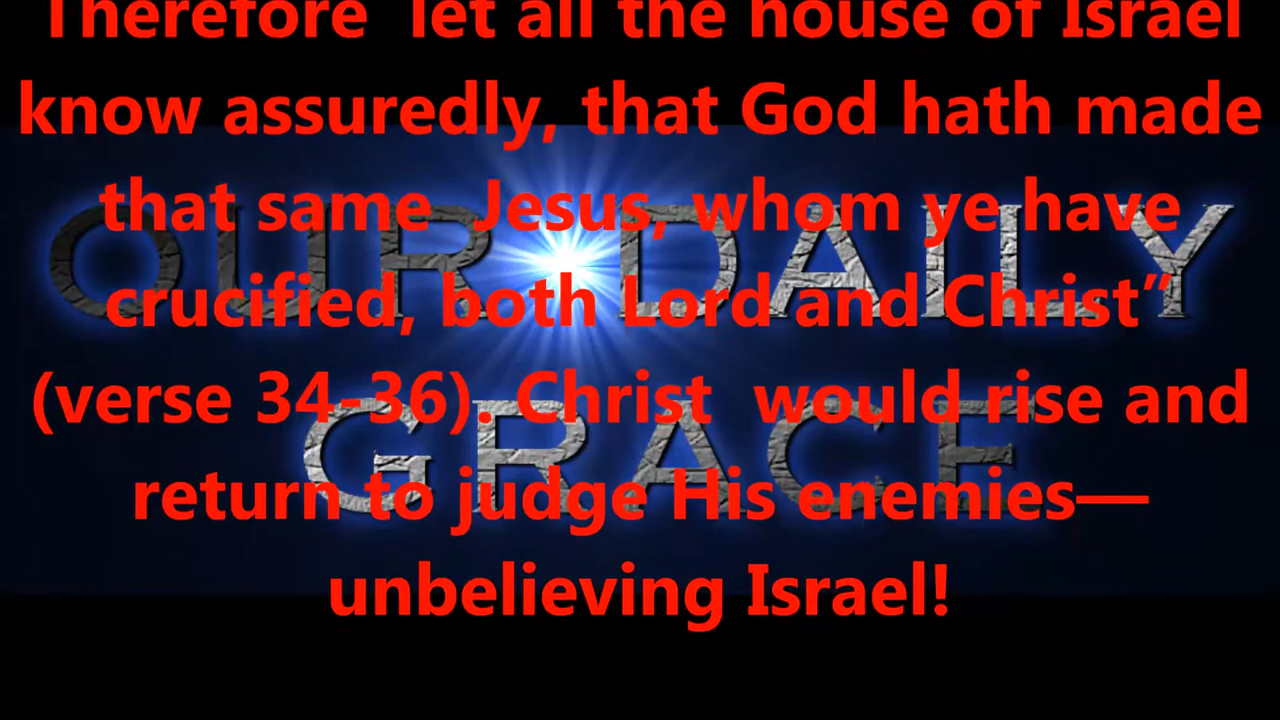 Therefore let all the house of Israel
know assuredly, that God hath made
that same Jesus, whom ye have
crucified, both Lord and Christ”
(verse 34-36). Christ would rise and
return to judge His enemies—
unbelieving Israel!
OUR DAILY
GRACE